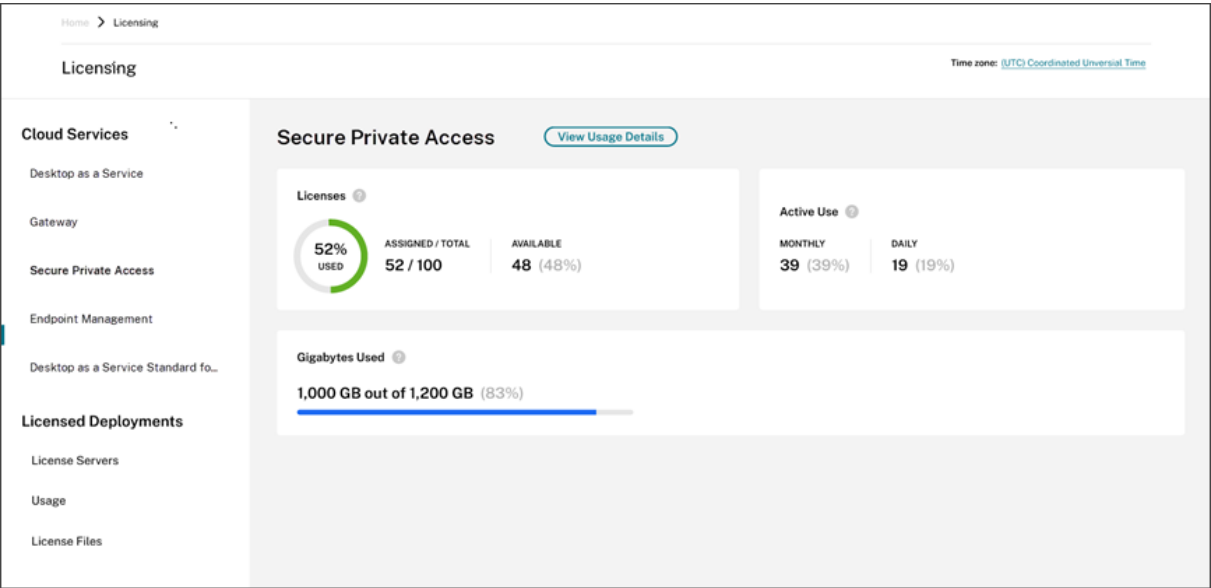 Home > Licensing
Licensing
Time zone: (UTC) Coordinated Unversial Time
Cloud Services
Desktop as a Service
Gateway
Secure Private Access
Endpoint Management
Desktop as a Service Standard fo...
Licensed Deployments
License Servers
Usage
License Files
Secure Private Access
View Usage Details
Licenses ?
52%
USED
ASSIGNED / TOTAL
52 / 100
AVAILABLE
48 (48%)
Active Use ?
MONTHLY
39 (39%)
DAILY
19 (19%)
Gigabytes Used ?
1,000 GB out of 1,200 GB (83%)